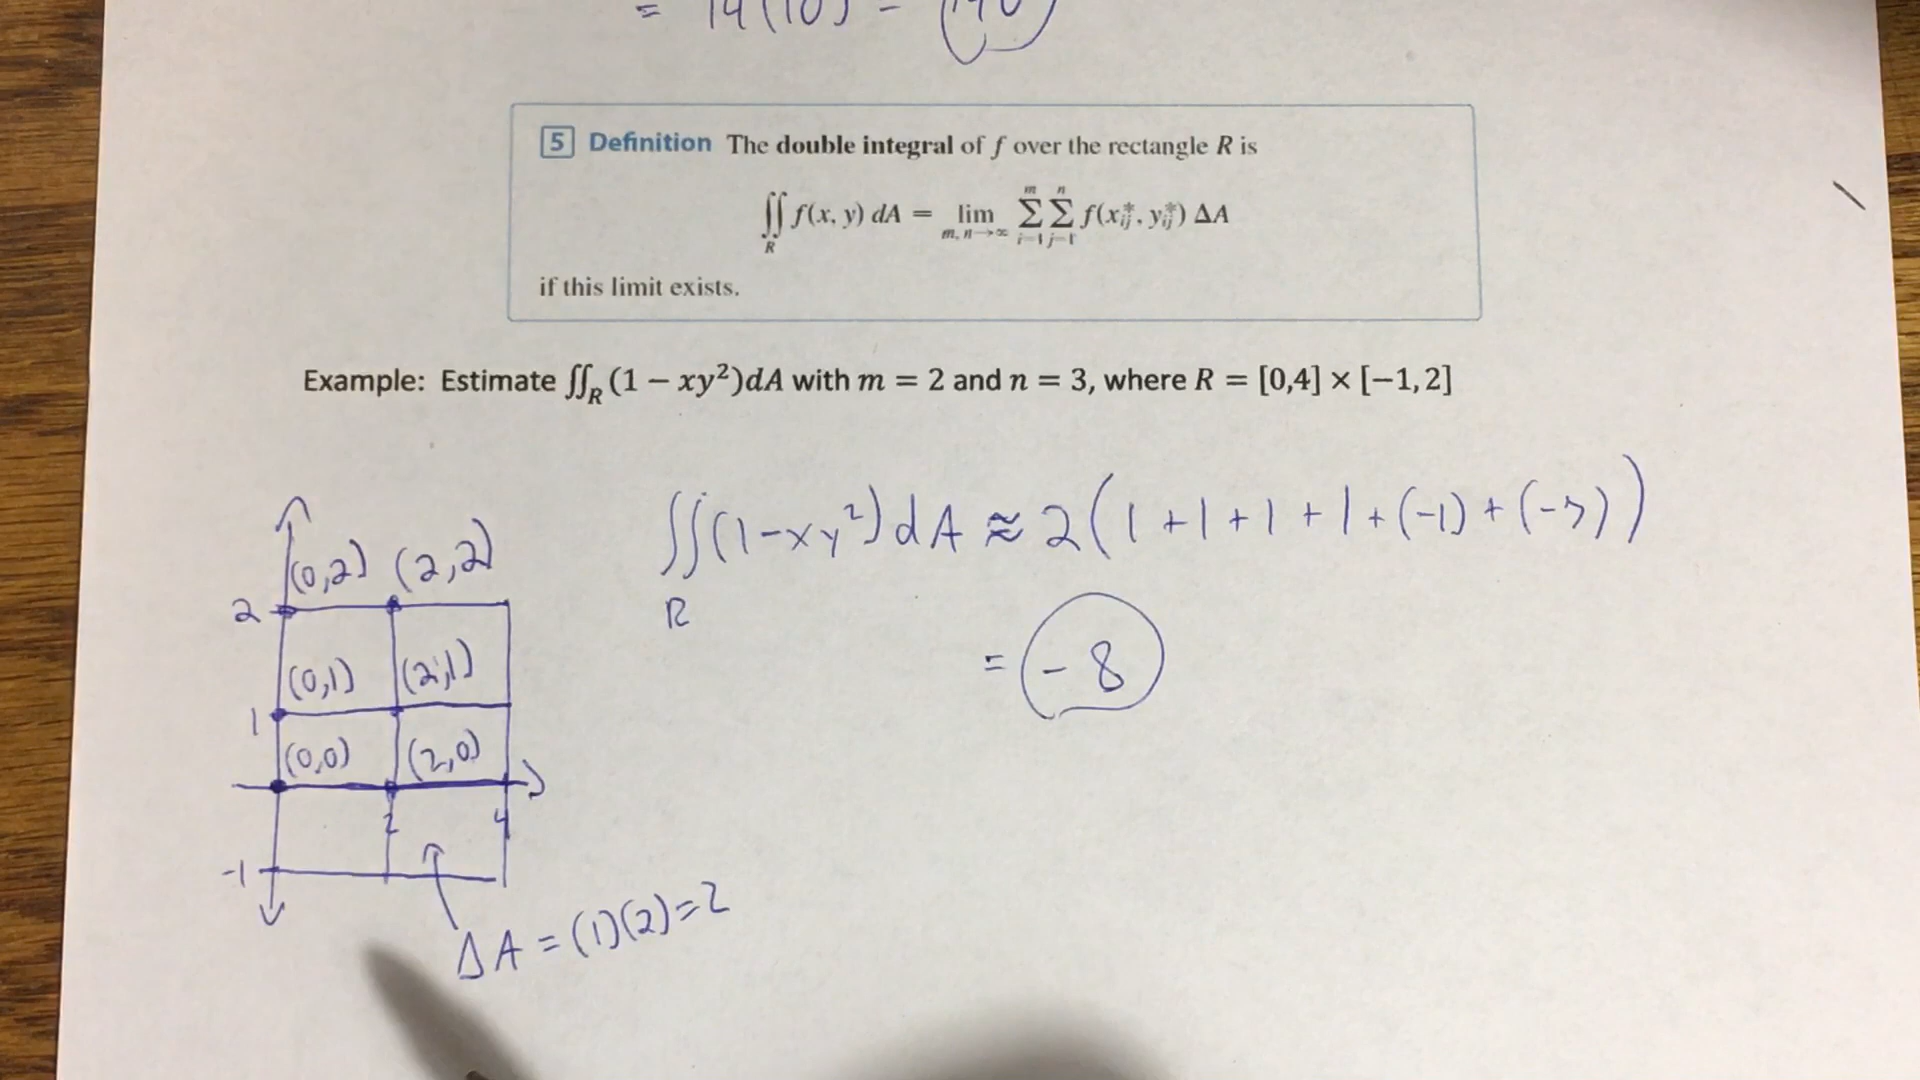 = 14(10) = 140
5 Definition The double integral of f over the rectangle R is
∬_R f(x, y) dA = lim_{m, n→∞} Σ_{i=1}^{m} Σ_{j=1}^{n} f(x*_{ij}, y*_{ij}) ΔA
if this limit exists.
Example: Estimate ∬_R (1 − xy²)dA with m = 2 and n = 3, where R = [0,4] × [−1, 2]
∬_R (1-xy²)dA ≈ 2(1+1+1+1+(-1)+(-7))
= -8
(0,2) (2,2)
2
(0,1) (2,1)
1
(0,0) (2,0)
2 4
-1
ΔA = (1)(2)=2